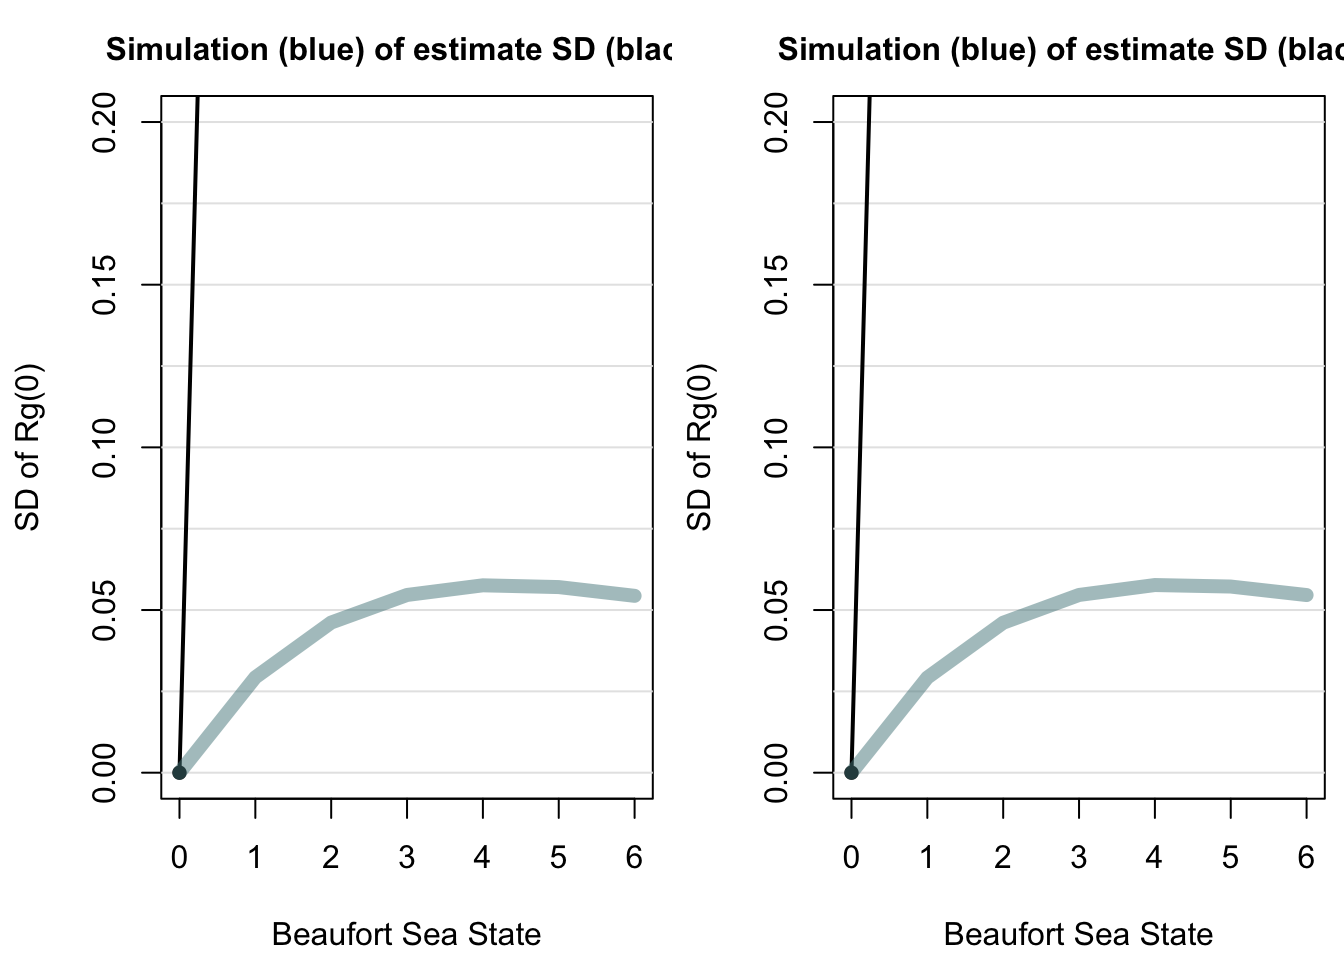 Simulation (blue) of estimate SD (blac
SD of Rg(0)
0.20
0.15
0.10
0.05
0.00
0 1 2 3 4 5 6
Beaufort Sea State
Simulation (blue) of estimate SD (blac
SD of Rg(0)
0.20
0.15
0.10
0.05
0.00
0 1 2 3 4 5 6
Beaufort Sea State